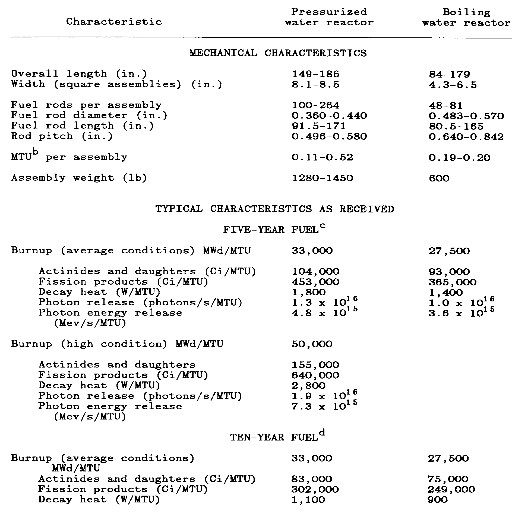 Characteristic Pressurized water reactor Boiling water reactor
MECHANICAL CHARACTERISTICS
Overall length (in.) 149-186 84-179
Width (square assemblies) (in.) 8.1-8.5 4.3-6.5
Fuel rods per assembly 100-264 48-81
Fuel rod diameter (in.) 0.360-0.440 0.483-0.570
Fuel rod length (in.) 91.5-171 80.5-165
Rod pitch (in.) 0.496-0.580 0.640-0.842
MTUb per assembly 0.11-0.52 0.19-0.20
Assembly weight (lb) 1280-1450 600
TYPICAL CHARACTERISTICS AS RECEIVED
FIVE-YEAR FUELc
Burnup (average conditions) MWd/MTU 33,000 27,500
Actinides and daughters (Ci/MTU) 104,000 93,000
Fission products (Ci/MTU) 453,000 365,000
Decay heat (W/MTU) 1,800 1,400
Photon release (photons/s/MTU) 1.3 x 10^16 1.0 x 10^16
Photon energy release 4.8 x 10^15 3.6 x 10^15
(Mev/s/MTU)
Burnup (high condition) MWd/MTU 50,000
Actinides and daughters 155,000
Fission products (Ci/MTU) 640,000
Decay heat (W/MTU) 2,800
Photon release (photons/s/MTU) 1.9 x 10^16
Photon energy release 7.3 x 10^15
(Mev/s/MTU)
TEN-YEAR FUELd
Burnup (average conditions) 33,000 27,500
MWd/MTU
Actinides and daughters (Ci/MTU) 83,000 75,000
Fission products (Ci/MTU) 302,000 249,000
Decay heat (W/MTU) 1,100 900